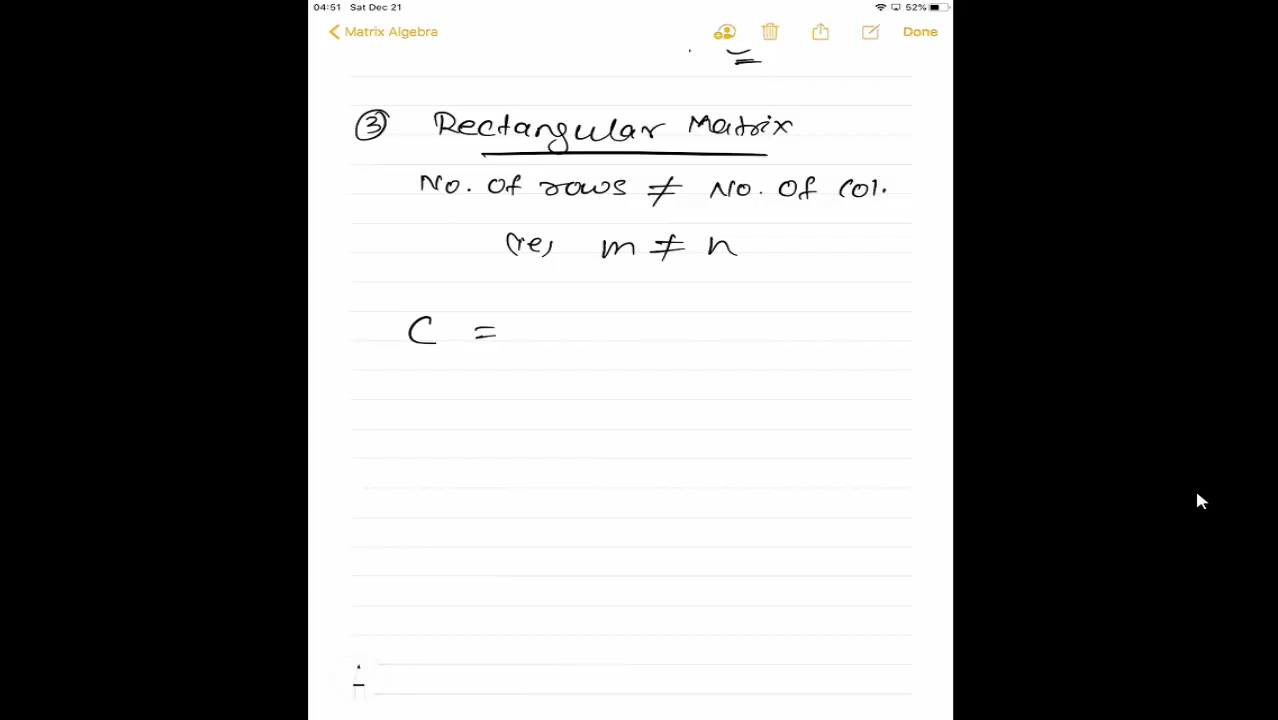 04:51 Sat Dec 21 52%
Matrix Algebra Done
③ Rectangular Matrix
No. of rows ≠ No. of col.
(ie) m ≠ n
C =